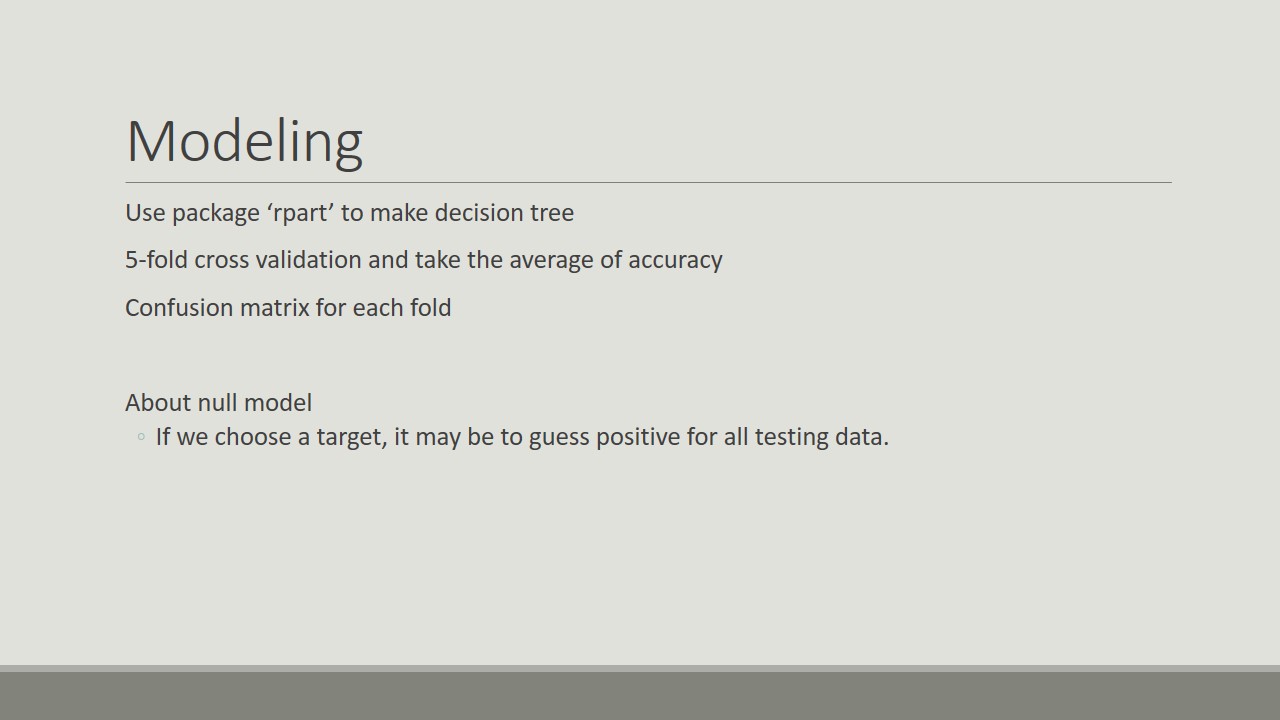 Modeling
Use package ‘rpart’ to make decision tree
5-fold cross validation and take the average of accuracy
Confusion matrix for each fold
About null model
◦ If we choose a target, it may be to guess positive for all testing data.